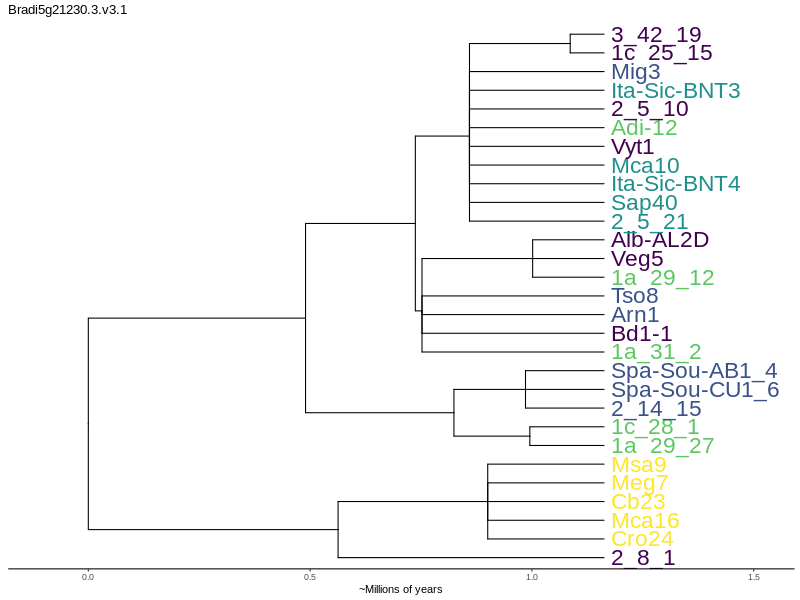 Bradi5g21230.3.v3.1
3_42_19
1c_25_15
Mig3
Ita-Sic-BNT3
2_5_10
Adi-12
Vyt1
Mca10
Ita-Sic-BNT4
Sap40
2_5_21
Alb-AL2D
Veg5
1a_29_12
Tso8
Arn1
Bd1-1
1a_31_2
Spa-Sou-AB1_4
Spa-Sou-CU1_6
2_14_15
1c_28_1
1a_29_27
Msa9
Meg7
Cb23
Mca16
Cro24
2_8_1
0.0 0.5 1.0 1.5
~Millions of years